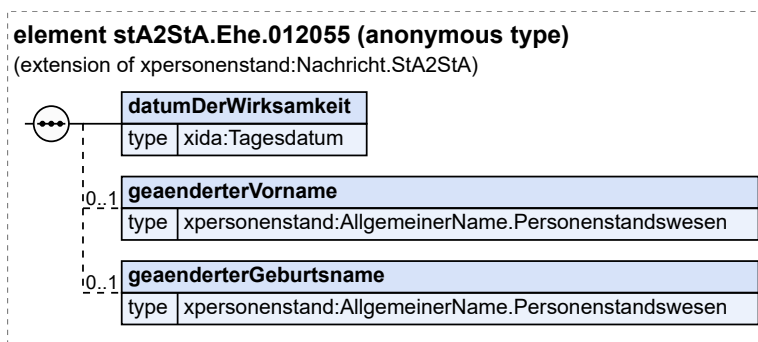 element stA2StA.Ehe.012055 (anonymous type)
(extension of xpersonenstand:Nachricht.StA2StA)
datumDerWirksamkeit
type xida:Tagesdatum
0..1 geaenderterVorname
type xpersonenstand:AllgemeinerName.Personenstandswesen
0..1 geaenderterGeburtsname
type xpersonenstand:AllgemeinerName.Personenstandswesen